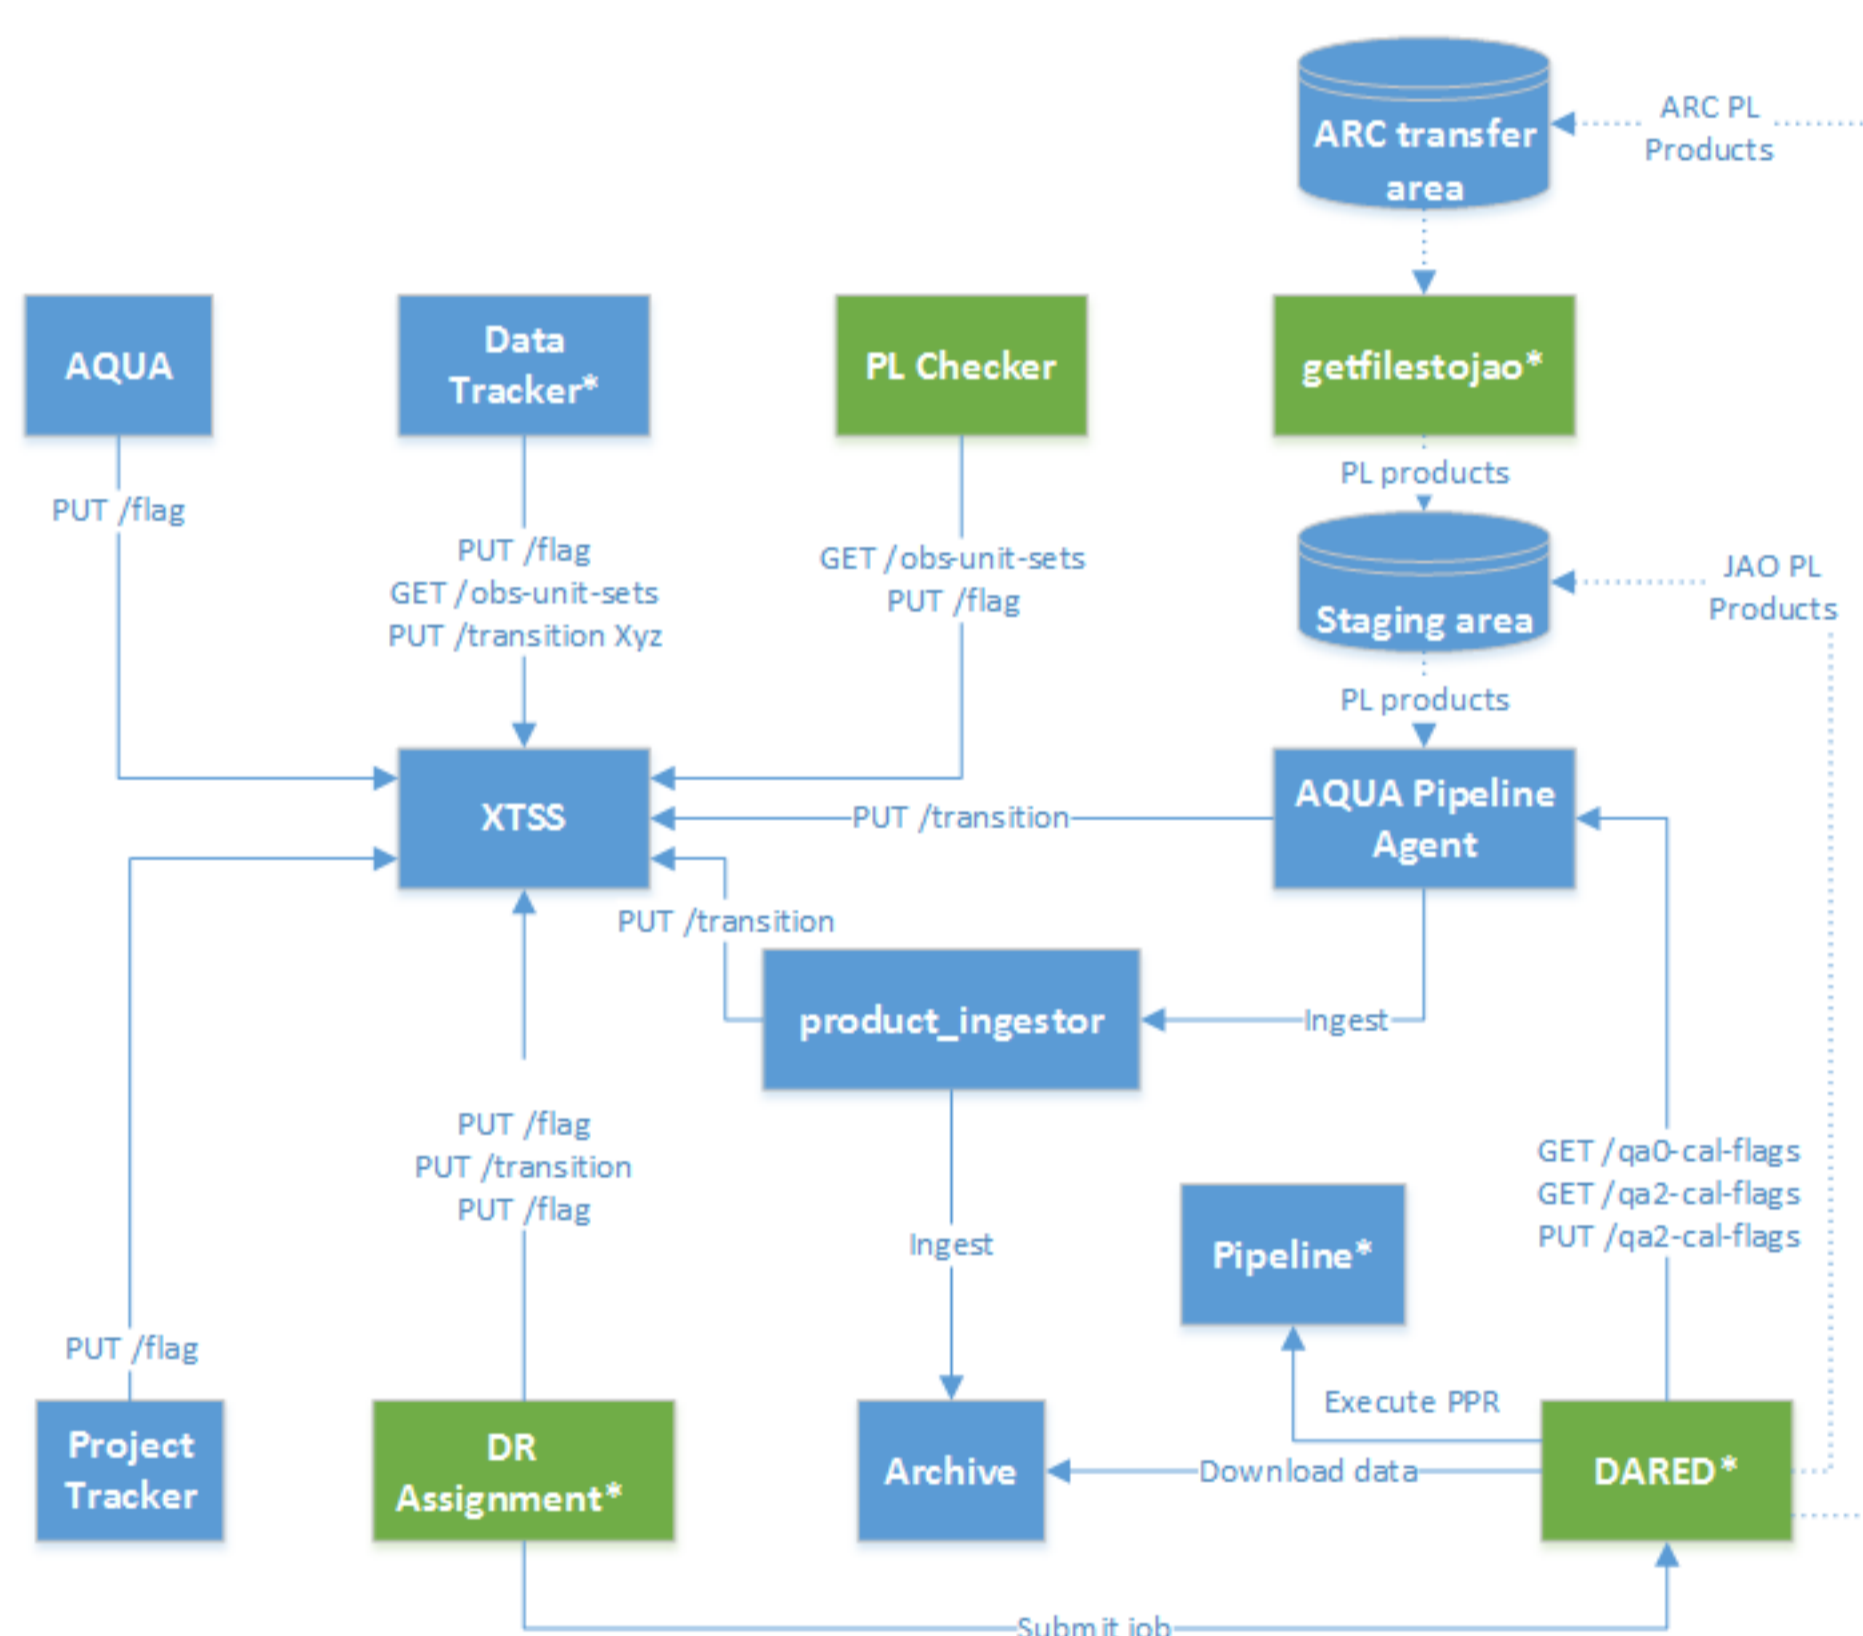 ARC transfer
area
ARC PL
Products
AQUA
Data
Tracker*
PL Checker
getfilestojao*
PUT /flag
PUT /flag
GET /obs-unit-sets
PUT /transition Xyz
GET /obs-unit-sets
PUT /flag
PL products
Staging area
JAO PL
Products
PL products
XTSS
PUT /transition
AQUA Pipeline
Agent
PUT /transition
product_ingestor
Ingest
PUT /flag
PUT /transition
PUT /flag
Ingest
Pipeline*
GET /qa0-cal-flags
GET /qa2-cal-flags
PUT /qa2-cal-flags
PUT /flag
Execute PPR
Project
Tracker
DR
Assignment*
Archive
Download data
DARED*
Submit job